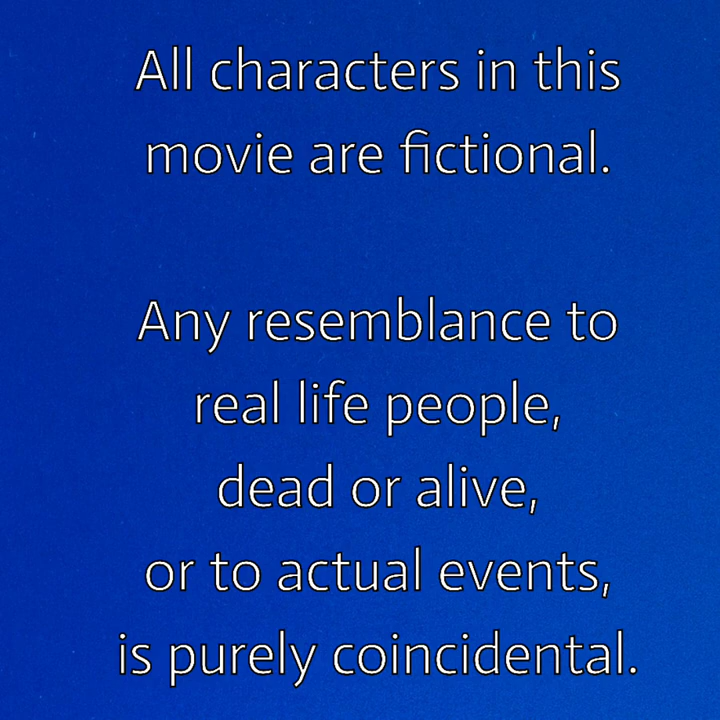 All characters in this
movie are fictional.
Any resemblance to
real life people,
dead or alive,
or to actual events,
is purely coincidental.